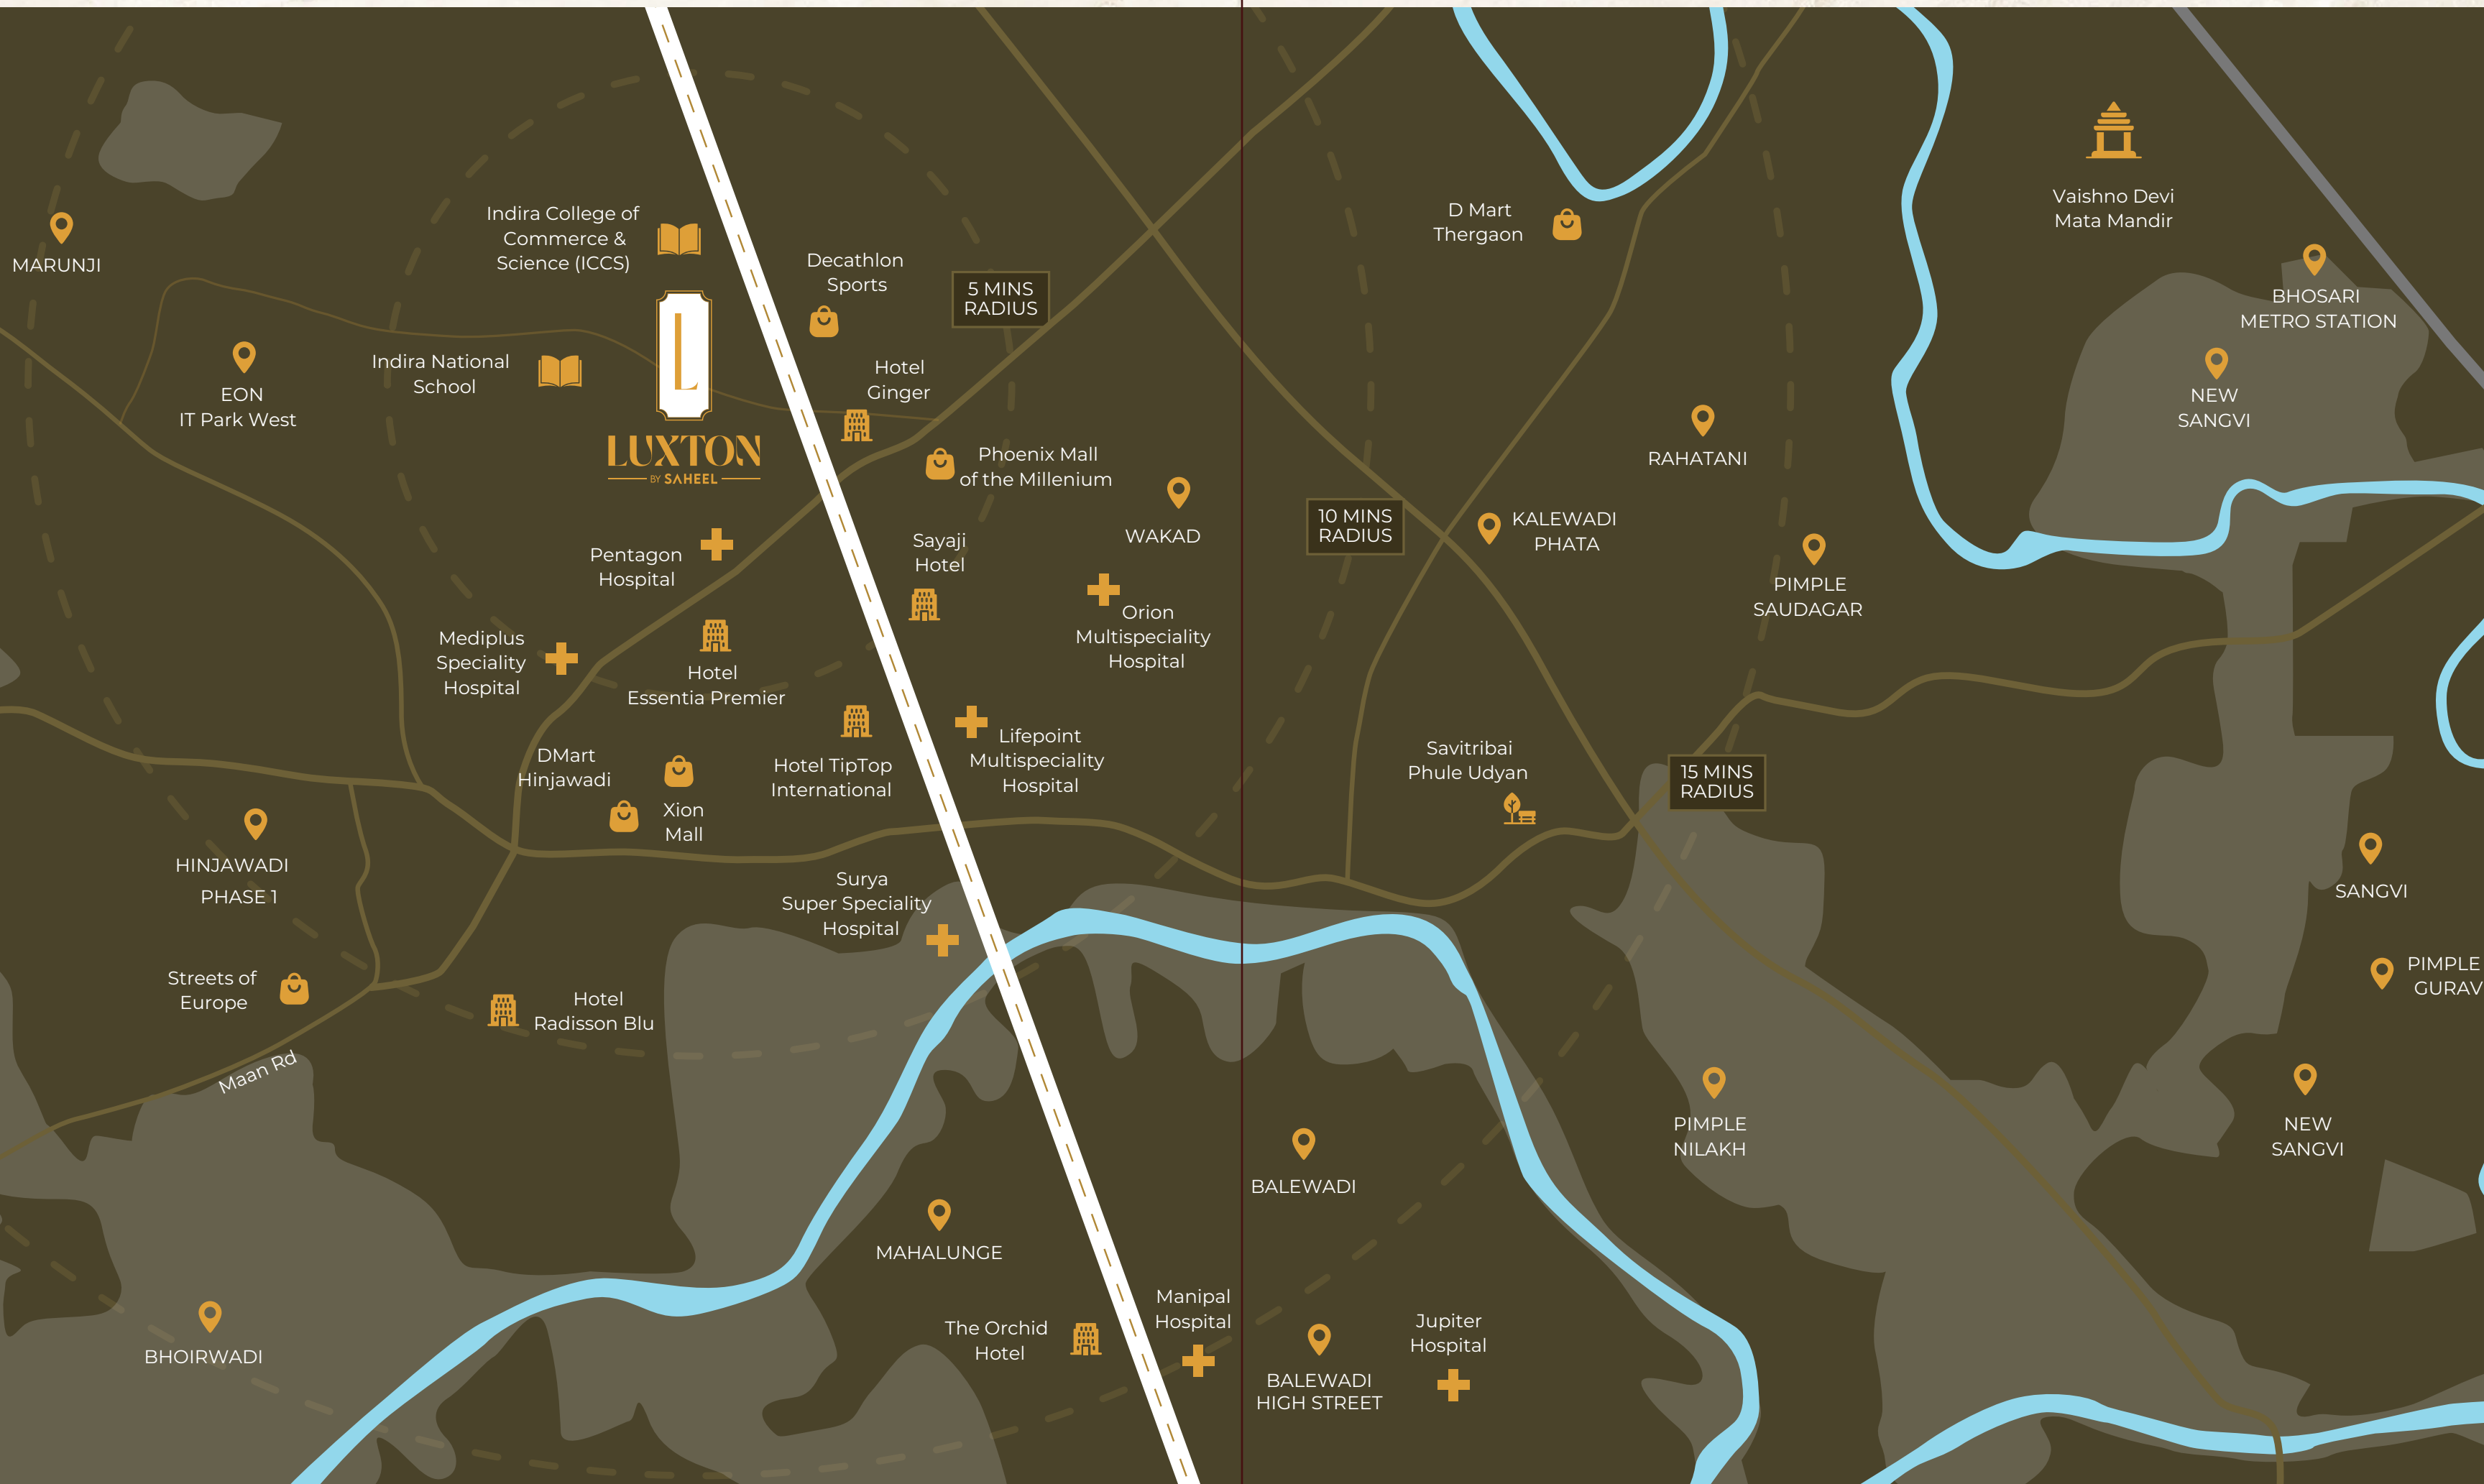 MARUNJI
Indira College of
Commerce &
Science (ICCS)
Decathlon
Sports
5 MINS
RADIUS
D Mart
Thergaon
Vaishno Devi
Mata Mandir
BHOSARI
METRO STATION
EON
IT Park West
Indira National
School
L
LUXTON
BY SAHEEL
Hotel
Ginger
Phoenix Mall
of the Millenium
WAKAD
RAHATANI
NEW
SANGVI
10 MINS
RADIUS
KALEWADI
PHATA
PIMPLE
SAUDAGAR
Pentagon
Hospital
Sayaji
Hotel
Orion
Multispeciality
Hospital
Mediplus
Speciality
Hospital
Hotel
Essentia Premier
DMart
Hinjawadi
Xion
Mall
Hotel TipTop
International
Lifepoint
Multispeciality
Hospital
Savitribai
Phule Udyan
15 MINS
RADIUS
HINJAWADI
PHASE 1
Surya
Super Speciality
Hospital
SANGVI
Streets of
Europe
Hotel
Radisson Blu
PIMPLE
GURAV
Maan Rd
PIMPLE
NILAKH
NEW
SANGVI
BALEWADI
MAHALUNGE
BHOIRWADI
The Orchid
Hotel
Manipal
Hospital
BALEWADI
HIGH STREET
Jupiter
Hospital